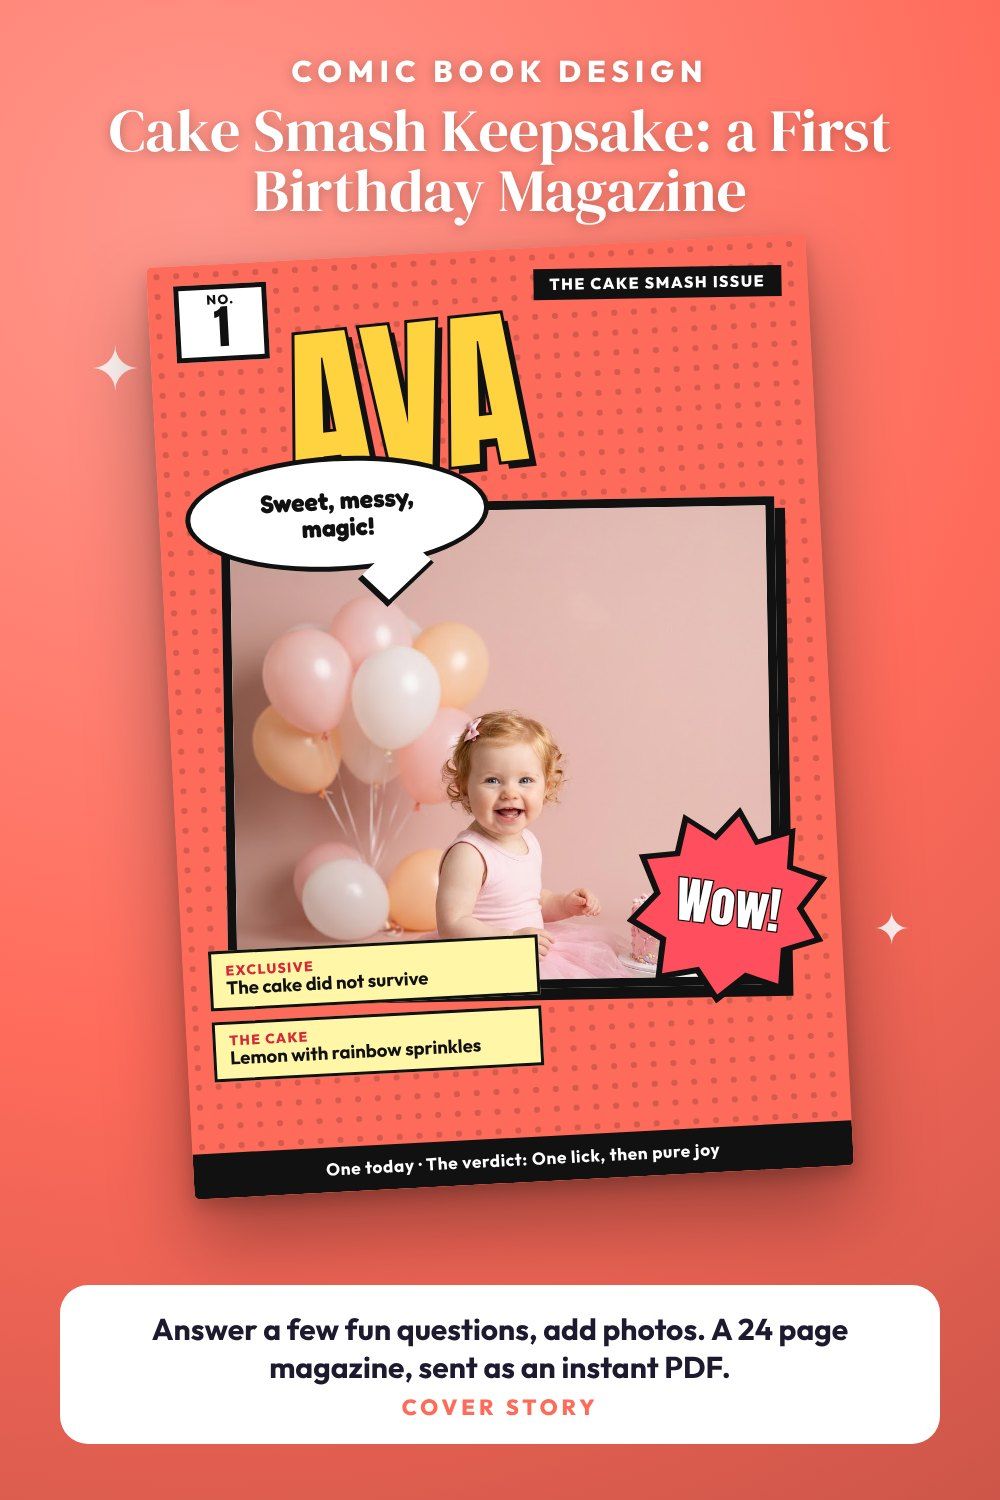 COMIC BOOK DESIGN
Cake Smash Keepsake: a First
Birthday Magazine
THE CAKE SMASH ISSUE
NO.
1
AVA
Sweet, messy,
magic!
Wow!
EXCLUSIVE
The cake did not survive
THE CAKE
Lemon with rainbow sprinkles
One today · The verdict: One lick, then pure joy
Answer a few fun questions, add photos. A 24 page
magazine, sent as an instant PDF.
COVER STORY